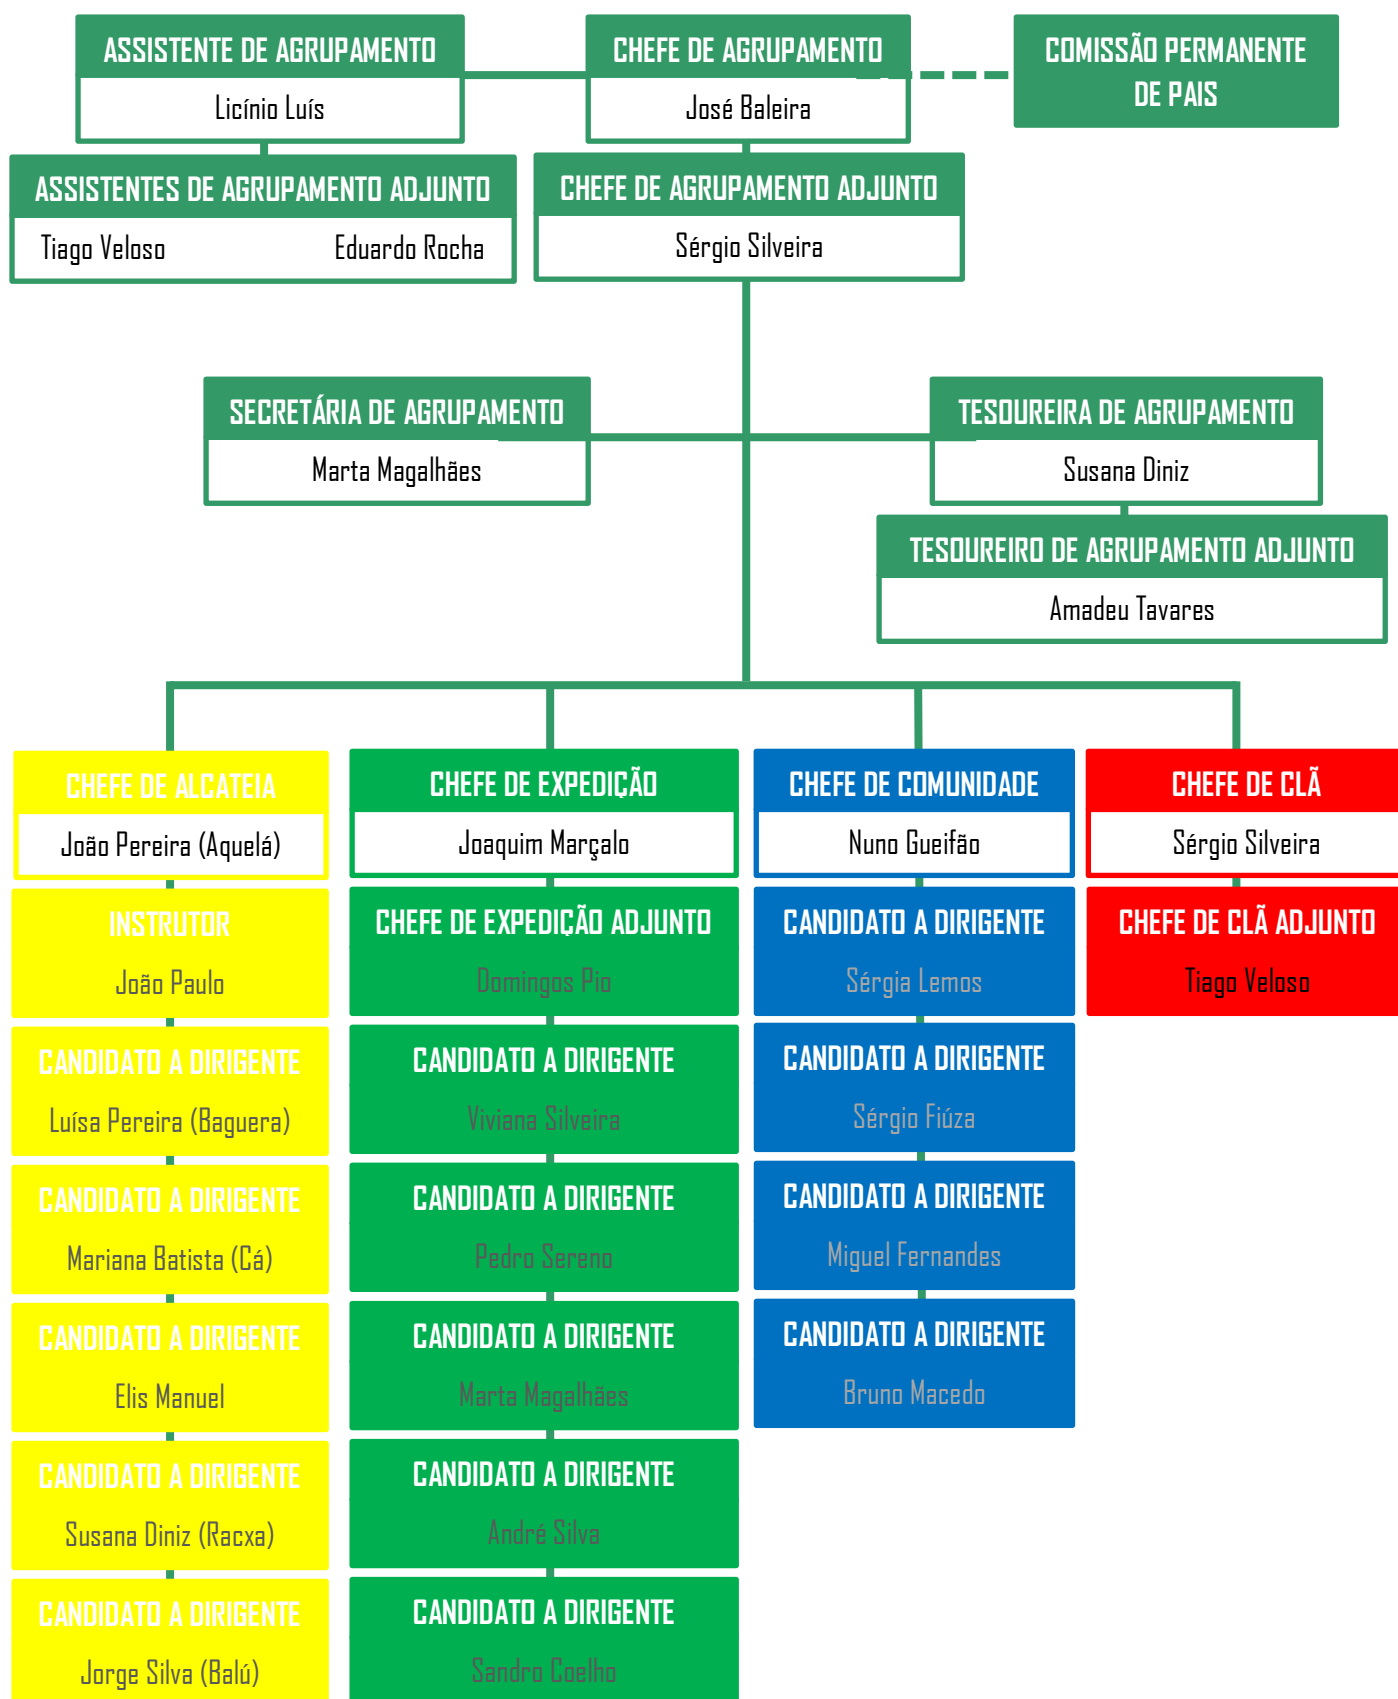 ASSISTENTE DE AGRUPAMENTO
Licínio Luís
CHEFE DE AGRUPAMENTO
José Baleira
COMISSÃO PERMANENTE
DE PAIS
ASSISTENTES DE AGRUPAMENTO ADJUNTO
Tiago Veloso Eduardo Rocha
CHEFE DE AGRUPAMENTO ADJUNTO
Sérgio Silveira
SECRETÁRIA DE AGRUPAMENTO
Marta Magalhães
TESOUREIRA DE AGRUPAMENTO
Susana Diniz
TESOUREIRO DE AGRUPAMENTO ADJUNTO
Amadeu Tavares
CHEFE DE ALCATEIA
João Pereira (Aquelá)
INSTRUTOR
João Paulo
CANDIDATO A DIRIGENTE
Luísa Pereira (Baguera)
CANDIDATO A DIRIGENTE
Mariana Batista (Cá)
CANDIDATO A DIRIGENTE
Elis Manuel
CANDIDATO A DIRIGENTE
Susana Diniz (Racxa)
CANDIDATO A DIRIGENTE
Jorge Silva (Balú)
CHEFE DE EXPEDIÇÃO
Joaquim Marçalo
CHEFE DE EXPEDIÇÃO ADJUNTO
Domingos Pio
CANDIDATO A DIRIGENTE
Viviana Silveira
CANDIDATO A DIRIGENTE
Pedro Sereno
CANDIDATO A DIRIGENTE
Marta Magalhães
CANDIDATO A DIRIGENTE
André Silva
CANDIDATO A DIRIGENTE
Sandro Coelho
CHEFE DE COMUNIDADE
Nuno Gueifão
CANDIDATO A DIRIGENTE
Sérgia Lemos
CANDIDATO A DIRIGENTE
Sérgio Fiúza
CANDIDATO A DIRIGENTE
Miguel Fernandes
CANDIDATO A DIRIGENTE
Bruno Macedo
CHEFE DE CLÃ
Sérgio Silveira
CHEFE DE CLÃ ADJUNTO
Tiago Veloso